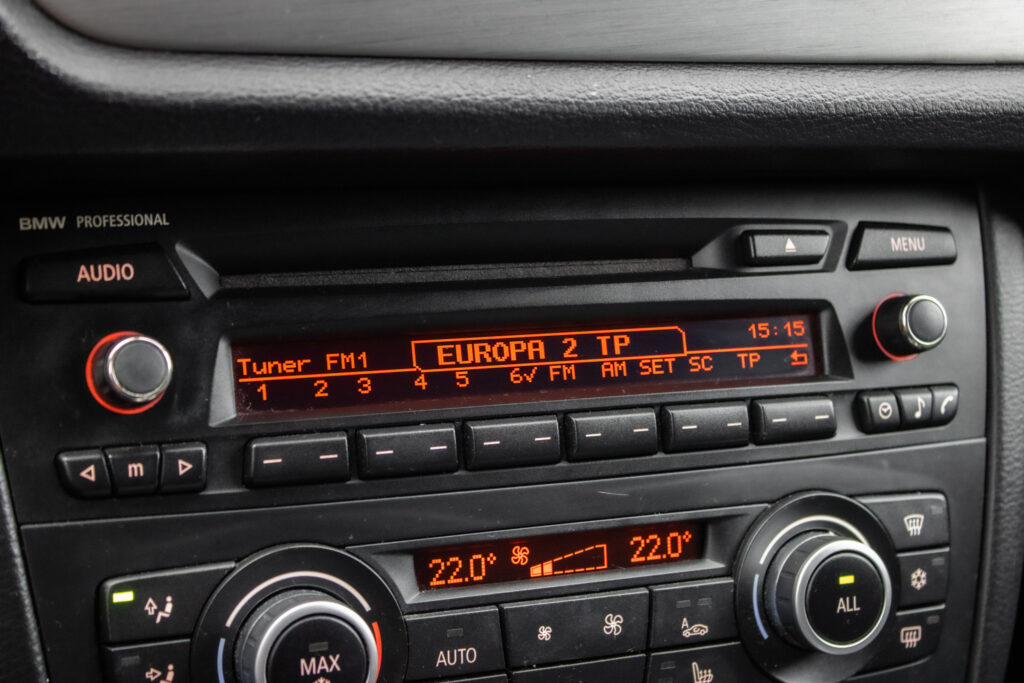 BMW PROFESSIONAL
AUDIO
MENU
15:15
Tuner FM1
EUROPA 2 TP
1 2 3 4 5 6✓ FM AM SET SC TP
m
22.0° 22.0°
MAX
AUTO
A
ALL